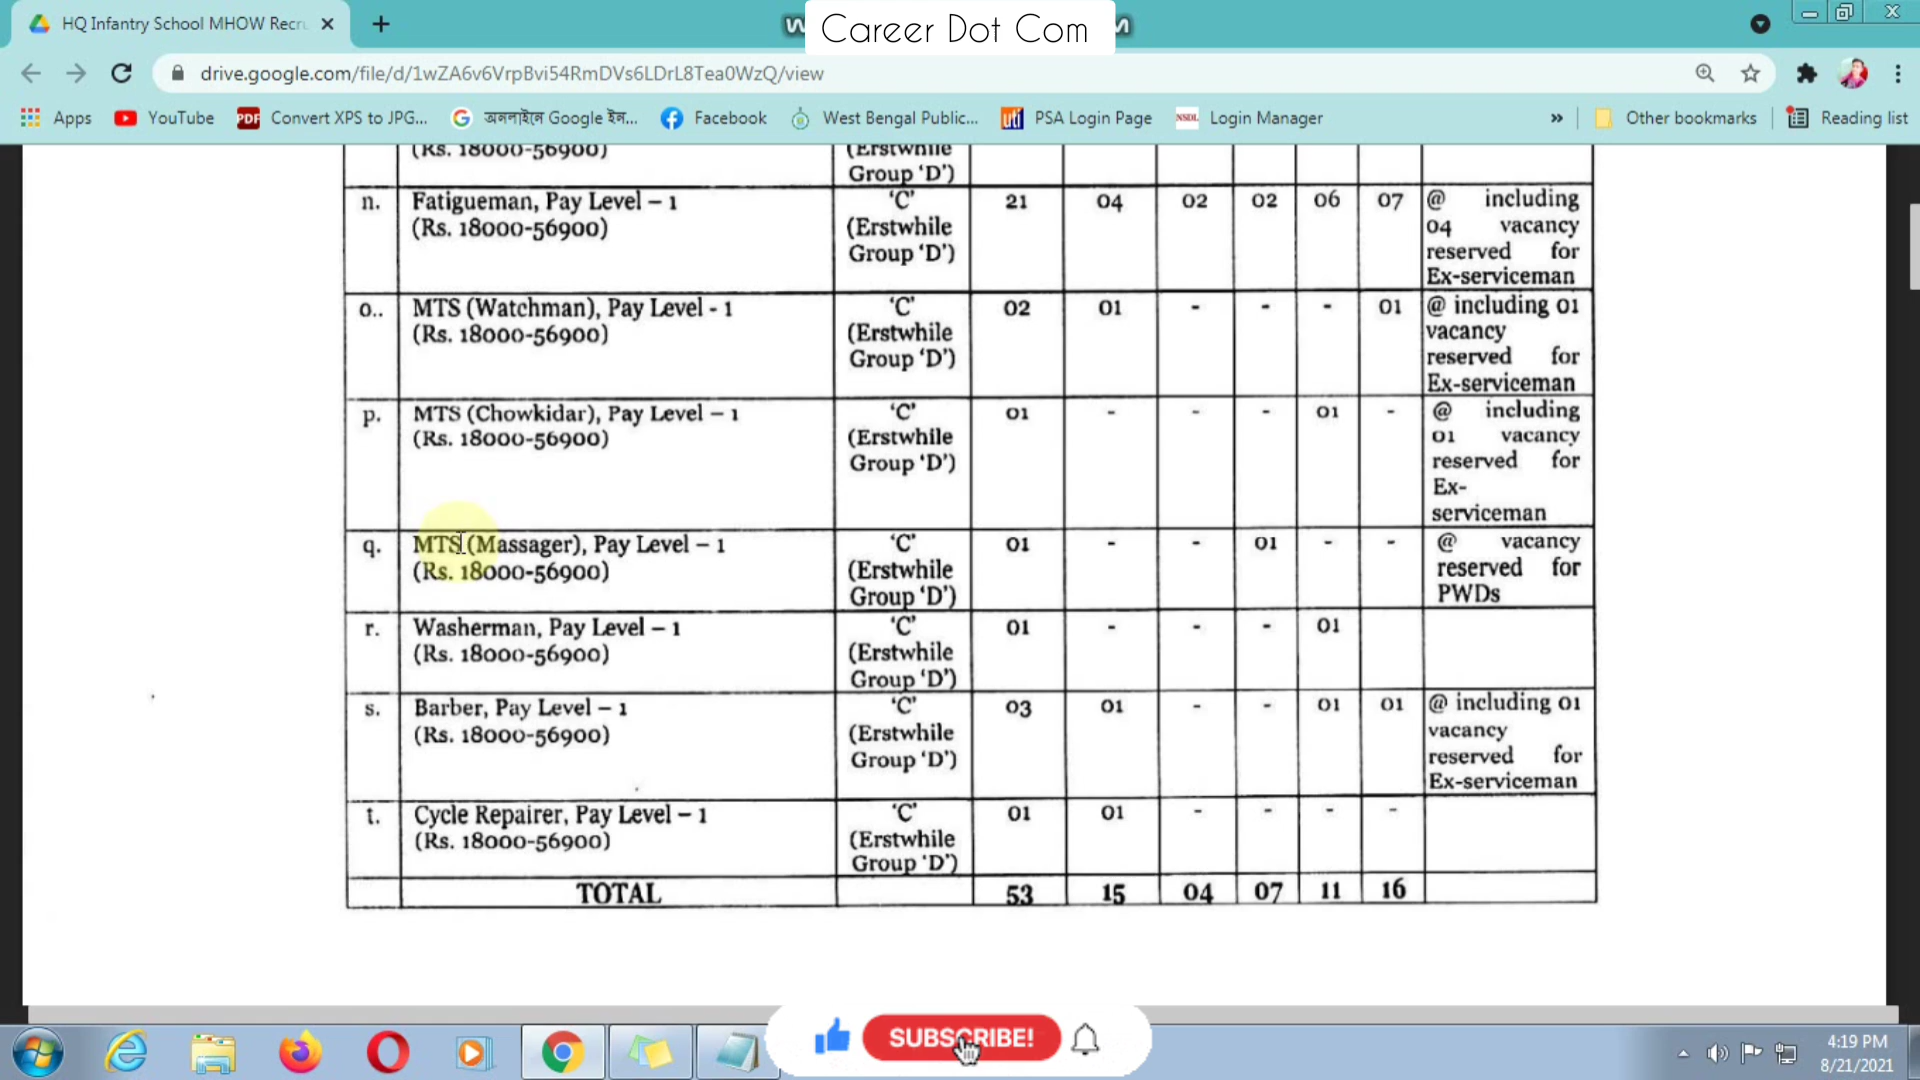 HQ Infantry School MHOW Recru
Career Dot Com
drive.google.com/file/d/1wZA6v6VrpBvi54RmDVs6LDrL8Tea0WzQ/view
Apps YouTube Convert XPS to JPG... অনলাইনে Google ইন... Facebook West Bengal Public... PSA Login Page Login Manager » Other bookmarks Reading list
(Rs. 18000-56900) (Erstwhile
Group 'D')
n. Fatigueman, Pay Level – 1 'C' 21 04 02 02 06 07 @ including
(Rs. 18000-56900) (Erstwhile 04 vacancy
Group 'D') reserved for
Ex-serviceman
o.. MTS (Watchman), Pay Level - 1 'C' 02 01 - - - 01 @ including 01
(Rs. 18000-56900) (Erstwhile vacancy
Group 'D') reserved for
Ex-serviceman
p. MTS (Chowkidar), Pay Level – 1 'C' 01 - - - 01 - @ including
(Rs. 18000-56900) (Erstwhile 01 vacancy
Group 'D') reserved for
Ex-
serviceman
q. MTS (Massager), Pay Level – 1 'C' 01 - - 01 - - @ vacancy
(Rs. 18000-56900) (Erstwhile reserved for
Group 'D') PWDs
r. Washerman, Pay Level – 1 'C' 01 - - - 01
(Rs. 18000-56900) (Erstwhile
Group 'D')
s. Barber, Pay Level – 1 'C' 03 01 - - 01 01 @ including 01
(Rs. 18000-56900) (Erstwhile vacancy
Group 'D') reserved for
Ex-serviceman
t. Cycle Repairer, Pay Level – 1 'C' 01 01 - - - -
(Rs. 18000-56900) (Erstwhile
Group 'D')
TOTAL 53 15 04 07 11 16
SUBSCRIBE!
4:19 PM
8/21/2021